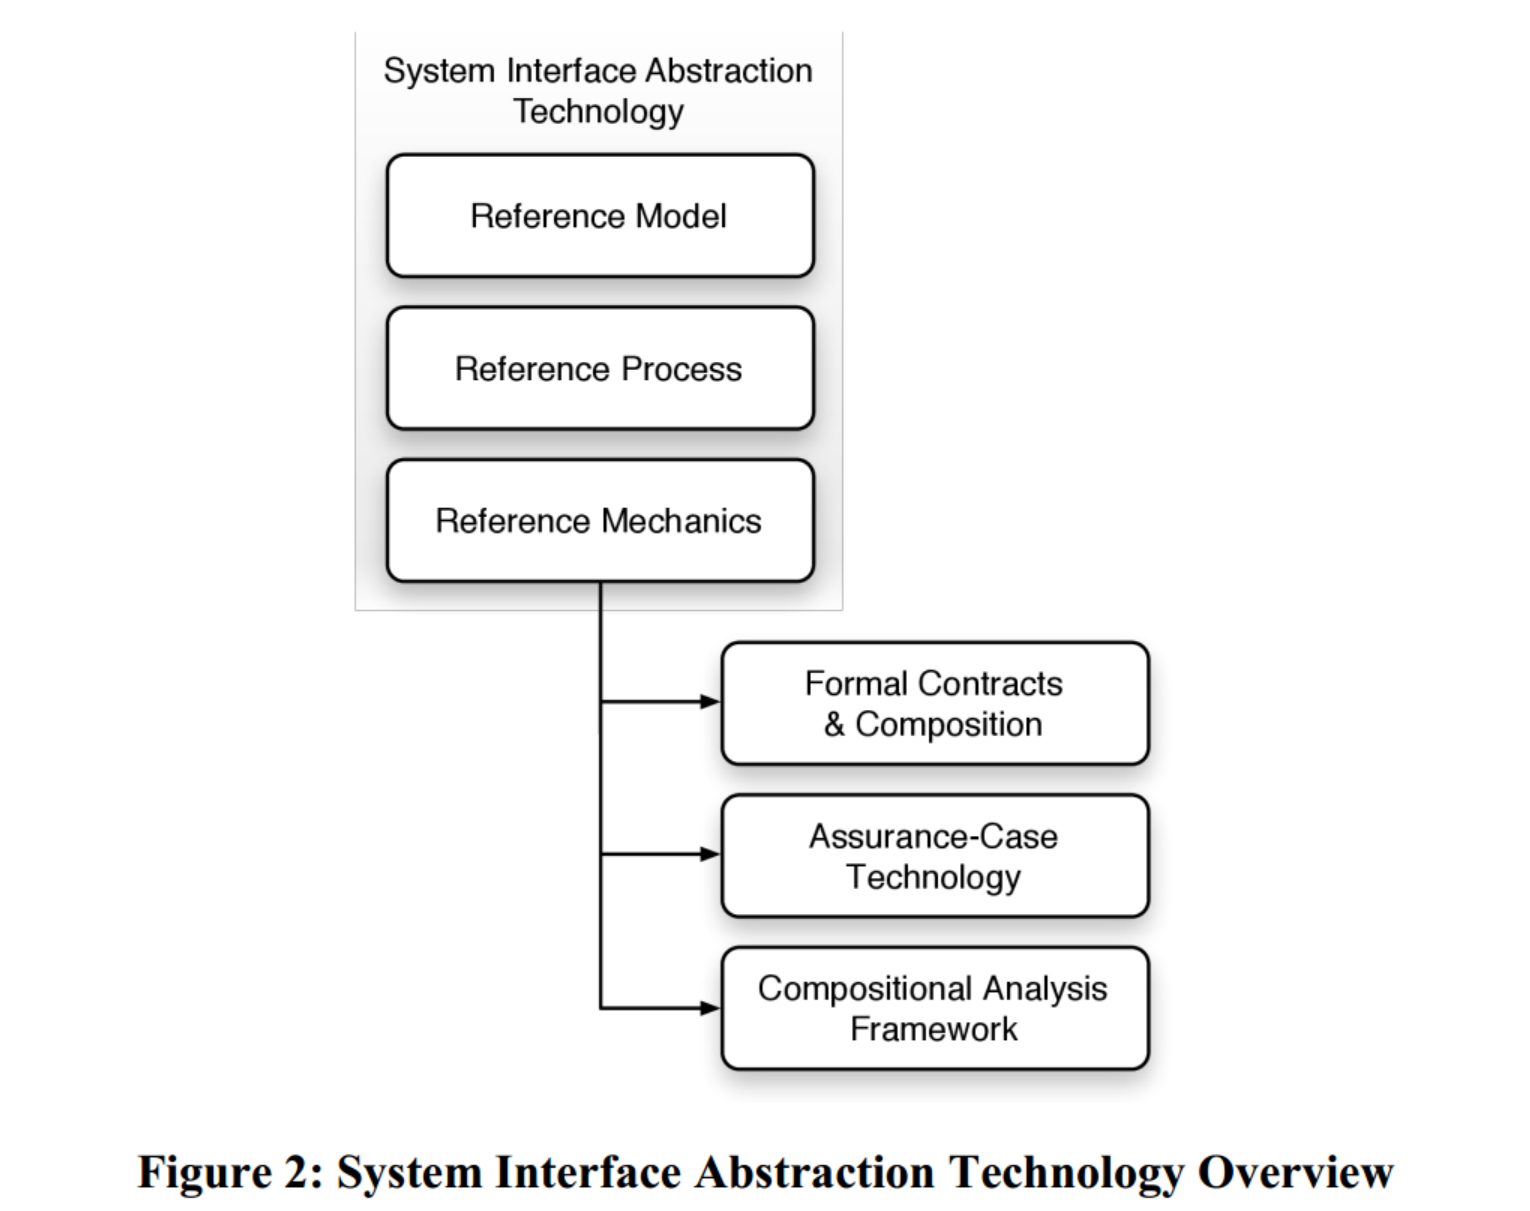 System Interface Abstraction
Technology
Reference Model
Reference Process
Reference Mechanics
Formal Contracts
& Composition
Assurance-Case
Technology
Compositional Analysis
Framework
Figure 2: System Interface Abstraction Technology Overview